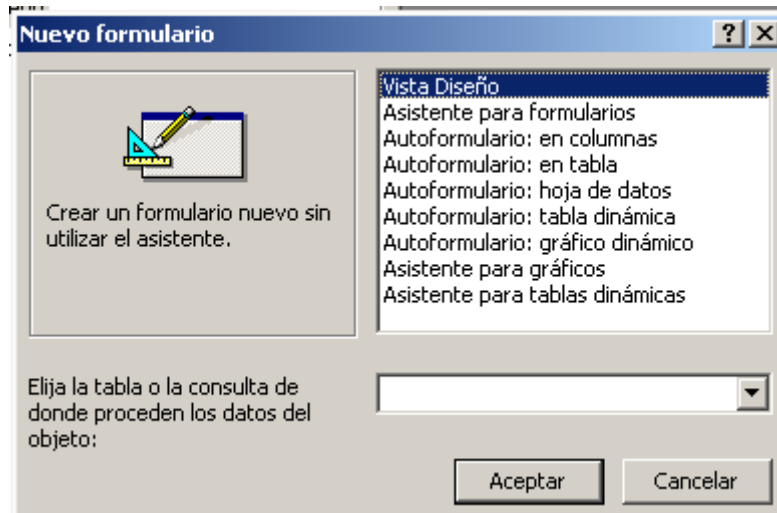 Nuevo formulario
Vista Diseño
Asistente para formularios
Autoformulario: en columnas
Autoformulario: en tabla
Autoformulario: hoja de datos
Autoformulario: tabla dinámica
Autoformulario: gráfico dinámico
Asistente para gráficos
Asistente para tablas dinámicas
Crear un formulario nuevo sin
utilizar el asistente.
Elija la tabla o la consulta de
donde proceden los datos del
objeto:
Aceptar
Cancelar